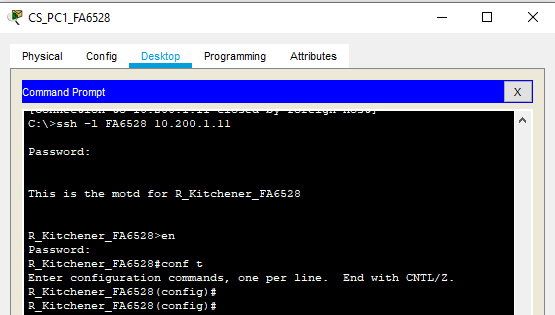 CS_PC1_FA6528
Physical Config Desktop Programming Attributes
Command Prompt X
[Connection to 10.200.1.11 closed by foreign host]
C:\>ssh -l FA6528 10.200.1.11
Password:
This is the motd for R_Kitchener_FA6528
R_Kitchener_FA6528>en
Password:
R_Kitchener_FA6528#conf t
Enter configuration commands, one per line.  End with CNTL/Z.
R_Kitchener_FA6528(config)#
R_Kitchener_FA6528(config)#